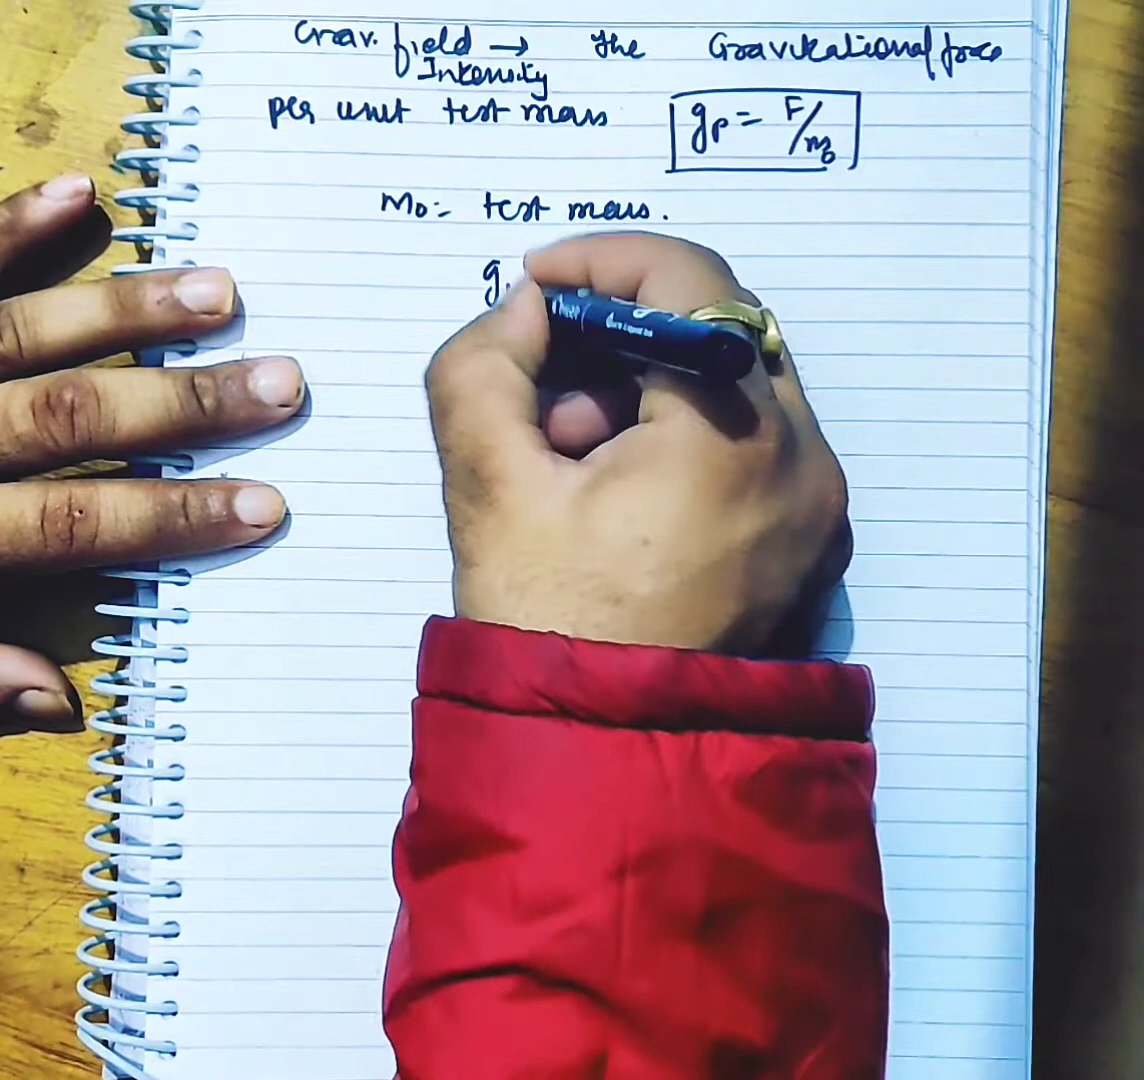 Grav. field → the Gravitational force
Intensity
per unit test mass gp = F/m0
M0:- test mass.
g